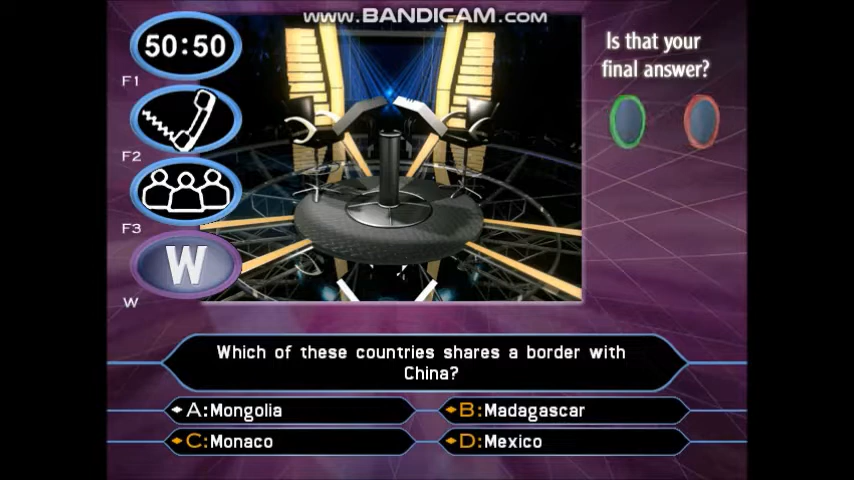 www.BANDICAM.com
50:50
F1
F2
F3
W
W
Is that your
final answer?
Which of these countries shares a border with
China?
A:Mongolia
B:Madagascar
C:Monaco
D:Mexico